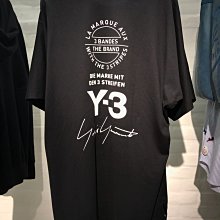 LA MARQUE AUX
3 BANDES
THE BRAND
WITH THE 3 STRIPES
DIE MARKE MIT
DEN 3 STREIFEN
Y-3